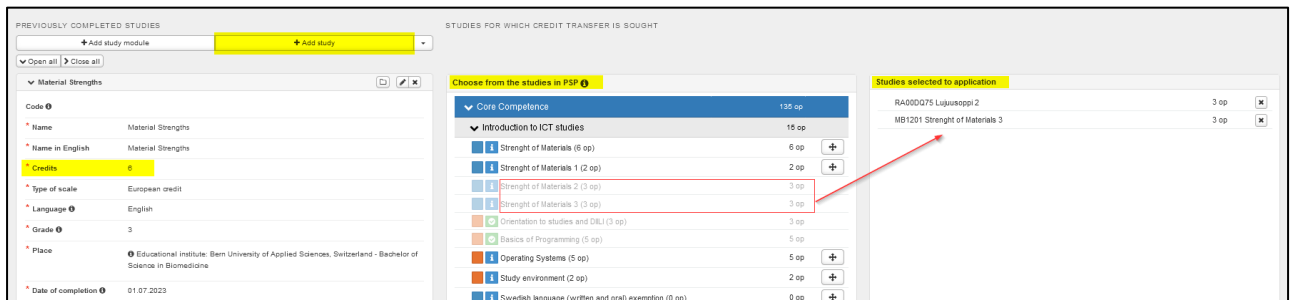 PREVIOUSLY COMPLETED STUDIES
+ Add study module
+ Add study
Open all
Close all
Material Strengths
Code
* Name Material Strengths
* Name in English Material Strengths
* Credits 6
* Type of scale European credit
* Language English
* Grade 3
* Place Educational institute: Bern University of Applied Sciences, Switzerland - Bachelor of
Science in Biomedicine
* Date of completion 01.07.2023
STUDIES FOR WHICH CREDIT TRANSFER IS SOUGHT
Choose from the studies in PSP
Core Competence 135 op
Introduction to ICT studies 15 op
Strenght of Materials (6 op) 6 op
Strenght of Materials 1 (2 op) 2 op
Strenght of Materials 2 (3 op) 3 op
Strenght of Materials 3 (3 op) 3 op
Orientation to studies and DIILI (3 op) 3 op
Basics of Programming (5 op) 5 op
Operating Systems (5 op) 5 op
Study environment (2 op) 2 op
Swedish language (written and oral) exemption (0 op) 0 op
Studies selected to application
RA00DQ75 Lujuusoppi 2 3 op
MB1201 Strenght of Materials 3 3 op